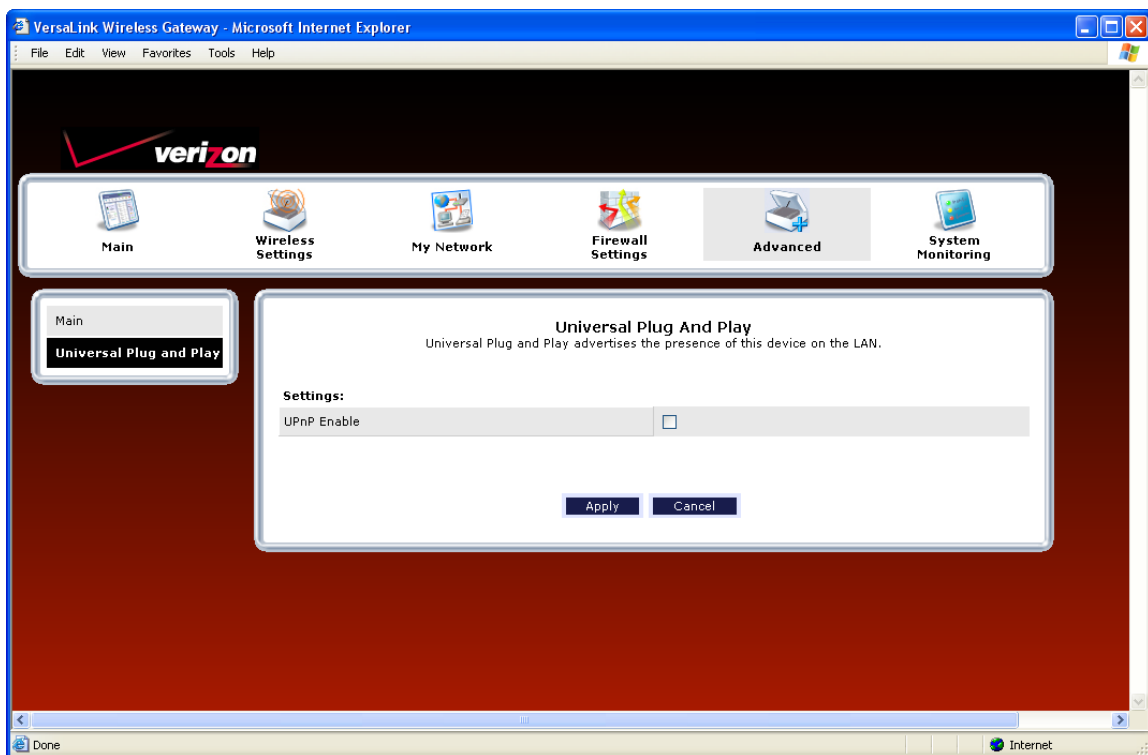 VersaLink Wireless Gateway - Microsoft Internet Explorer
File Edit View Favorites Tools Help
verizon
Main
Wireless
Settings
My Network
Firewall
Settings
Advanced
System
Monitoring
Main
Universal Plug and Play
Universal Plug And Play
Universal Plug and Play advertises the presence of this device on the LAN.
Settings:
UPnP Enable
Apply
Cancel
Done
Internet